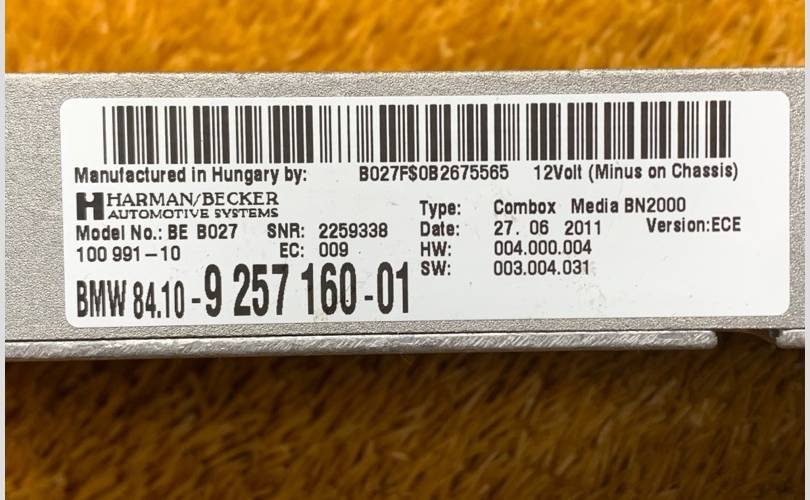 Manufactured in Hungary by: B027F$0B2675565 12Volt (Minus on Chassis)
HARMAN/BECKER
AUTOMOTIVE SYSTEMS
Type: Combox Media BN2000
Model No.: BE B027 SNR: 2259338 Date: 27. 06 2011 Version:ECE
100 991-10 EC: 009 HW: 004.000.004
SW: 003.004.031
BMW 84.10-9 257 160-01